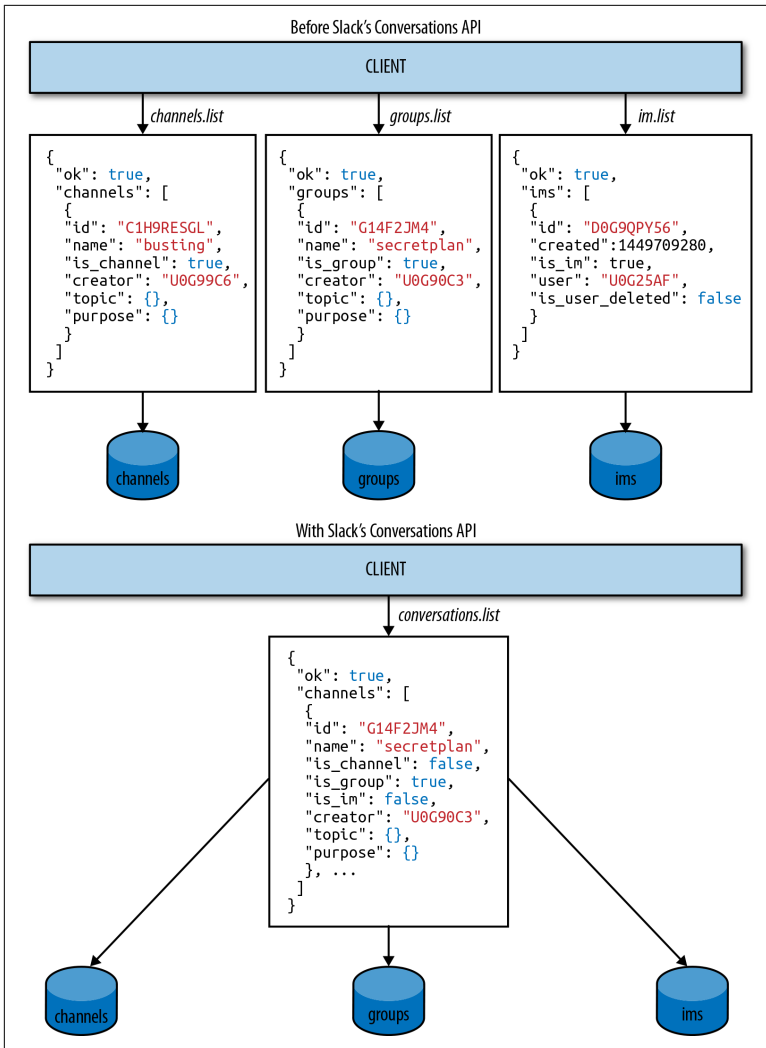 Before Slack's Conversations API
CLIENT
channels.list
groups.list
im.list
{
"ok": true,
"channels": [
{
"id": "C1H9RESGL",
"name": "busting",
"is_channel": true,
"creator": "U0G99C6",
"topic": {},
"purpose": {}
}
]
}
{
"ok": true,
"groups": [
{
"id": "G14F2JM4",
"name": "secretplan",
"is_group": true,
"creator": "U0G90C3",
"topic": {},
"purpose": {}
}
]
}
{
"ok": true,
"ims": [
{
"id": "D0G9QPY56",
"created":1449709280,
"is_im": true,
"user": "U0G25AF",
"is_user_deleted": false
}
]
}
channels
groups
ims
With Slack's Conversations API
CLIENT
conversations.list
{
"ok": true,
"channels": [
{
"id": "G14F2JM4",
"name": "secretplan",
"is_channel": false,
"is_group": true,
"is_im": false,
"creator": "U0G90C3",
"topic": {},
"purpose": {}
}, ...
]
}
channels
groups
ims